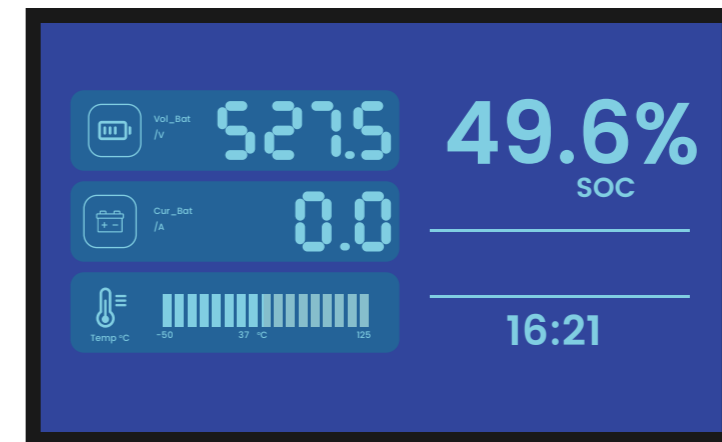 Vol_Bat
/V
527.5
Cur_Bat
/A
0.0
Temp °C
-50
37 °C
125
49.6%
SOC
16:21